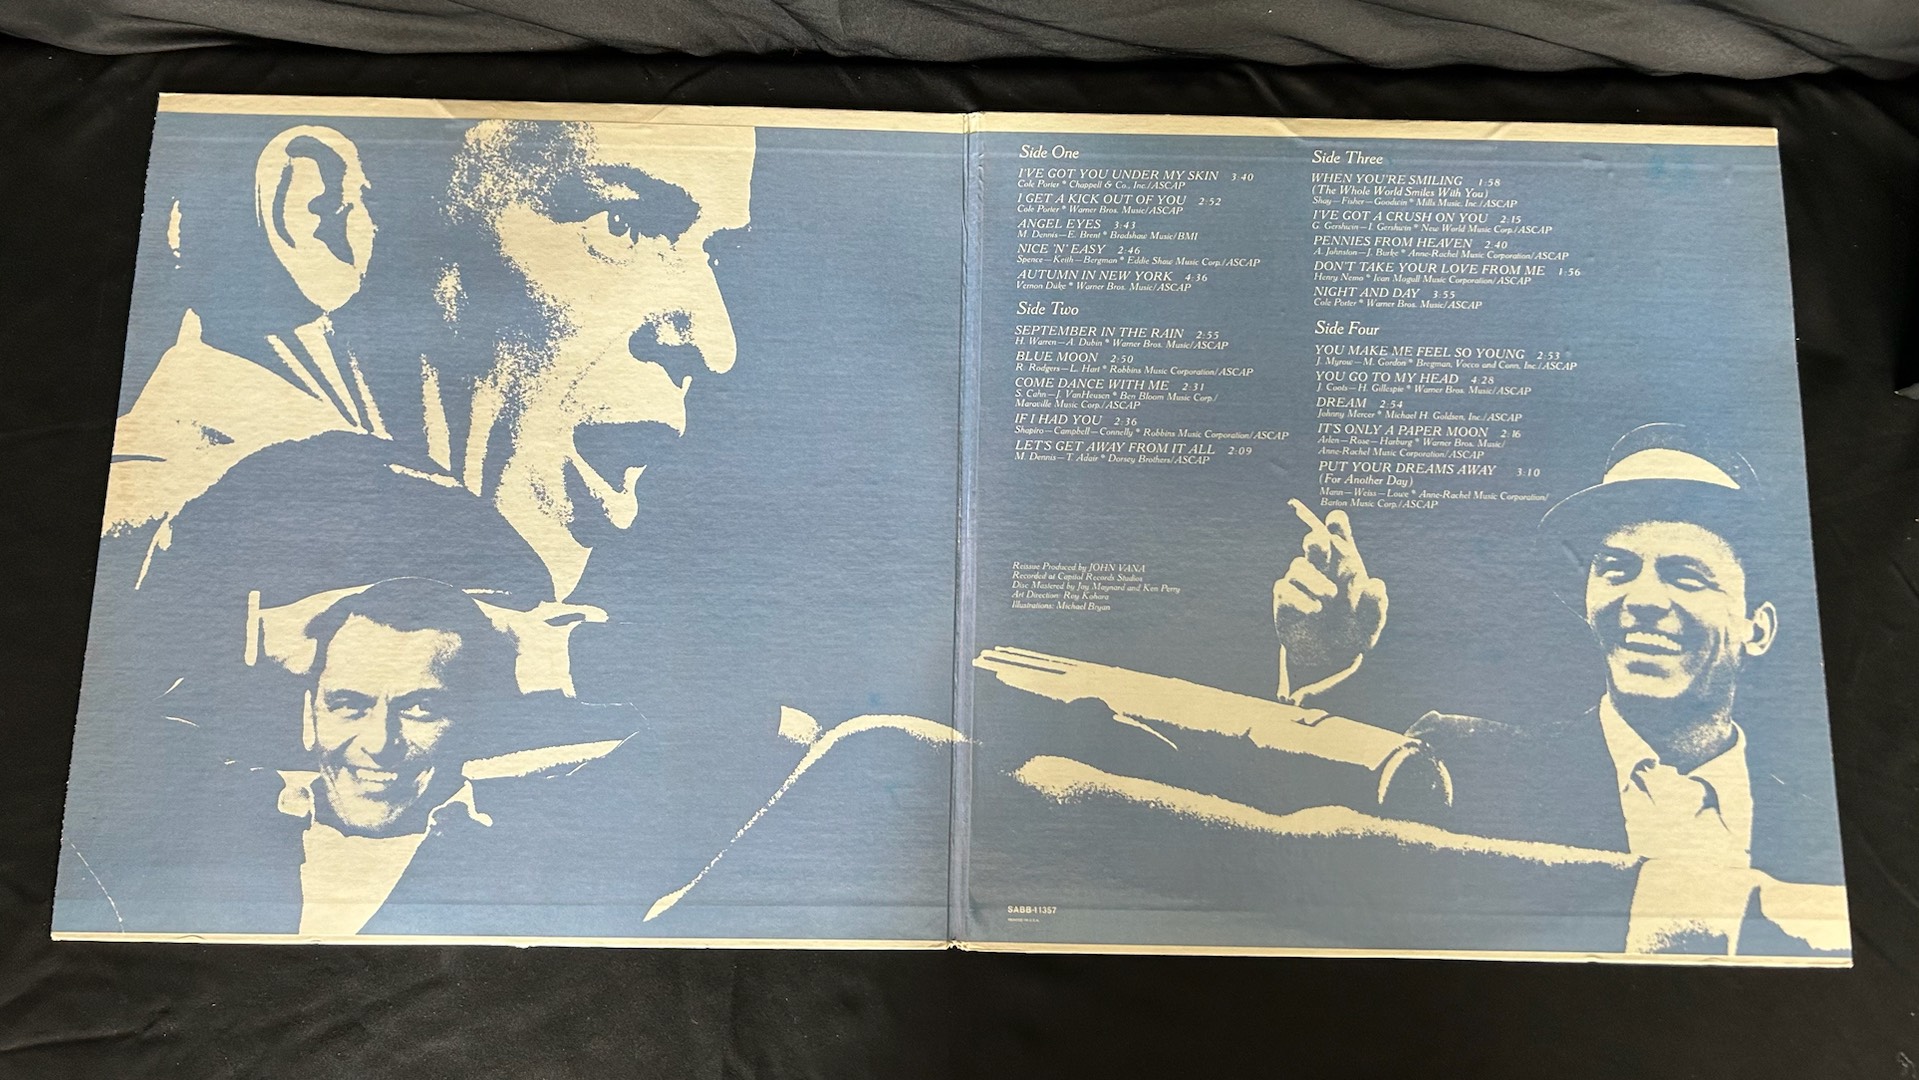 Side One
I'VE GOT YOU UNDER MY SKIN 3:40
Cole Porter * Chappell & Co., Inc./ASCAP
I GET A KICK OUT OF YOU 2:52
Cole Porter * Warner Bros. Music/ASCAP
ANGEL EYES 3:43
M. Dennis—E. Brent * Bradshaw Music/BMI
NICE 'N' EASY 2:46
Spence—Keith—Bergman * Eddie Shaw Music Corp./ASCAP
AUTUMN IN NEW YORK 4:36
Vernon Duke * Warner Bros. Music/ASCAP
Side Two
SEPTEMBER IN THE RAIN 2:55
H. Warren—A. Dubin * Warner Bros. Music/ASCAP
BLUE MOON 2:50
R. Rodgers—L. Hart * Robbins Music Corporation/ASCAP
COME DANCE WITH ME 2:31
S. Cahn—J. VanHeusen * Ben Bloom Music Corp./
Maraville Music Corp./ASCAP
IF I HAD YOU 2:36
Shapiro—Campbell—Connelly * Robbins Music Corporation/ASCAP
LET'S GET AWAY FROM IT ALL 2:09
M. Dennis—T. Adair * Dorsey Brothers/ASCAP
Side Three
WHEN YOU'RE SMILING 1:58
(The Whole World Smiles With You)
Shay—Fisher—Goodwin * Mills Music, Inc./ASCAP
I'VE GOT A CRUSH ON YOU 2:15
G. Gershwin—I. Gershwin * New World Music Corp./ASCAP
PENNIES FROM HEAVEN 2:40
A. Johnston—J. Burke * Anne-Rachel Music Corporation/ASCAP
DON'T TAKE YOUR LOVE FROM ME 1:56
Henry Nemo * Ivan Mogull Music Corporation/ASCAP
NIGHT AND DAY 3:55
Cole Porter * Warner Bros. Music/ASCAP
Side Four
YOU MAKE ME FEEL SO YOUNG 2:53
J. Myrow—M. Gordon * Bregman, Vocco and Conn, Inc./ASCAP
YOU GO TO MY HEAD 4:28
J. Coots—H. Gillespie * Warner Bros. Music/ASCAP
DREAM 2:54
Johnny Mercer * Michael H. Goldsen, Inc./ASCAP
IT'S ONLY A PAPER MOON 2:16
Arlen—Rose—Harburg * Warner Bros. Music/
Anne-Rachel Music Corporation/ASCAP
PUT YOUR DREAMS AWAY 3:10
(For Another Day)
Mann—Weiss—Lowe * Anne-Rachel Music Corporation/
Barton Music Corp./ASCAP
Reissue Produced by JOHN VANA
Recorded at Capitol Records Studios
Disc Mastered by Jay Maynard and Ken Perry
Art Direction: Roy Kohara
Illustrations: Michael Bryan
SABB-11357
PRINTED IN U.S.A.